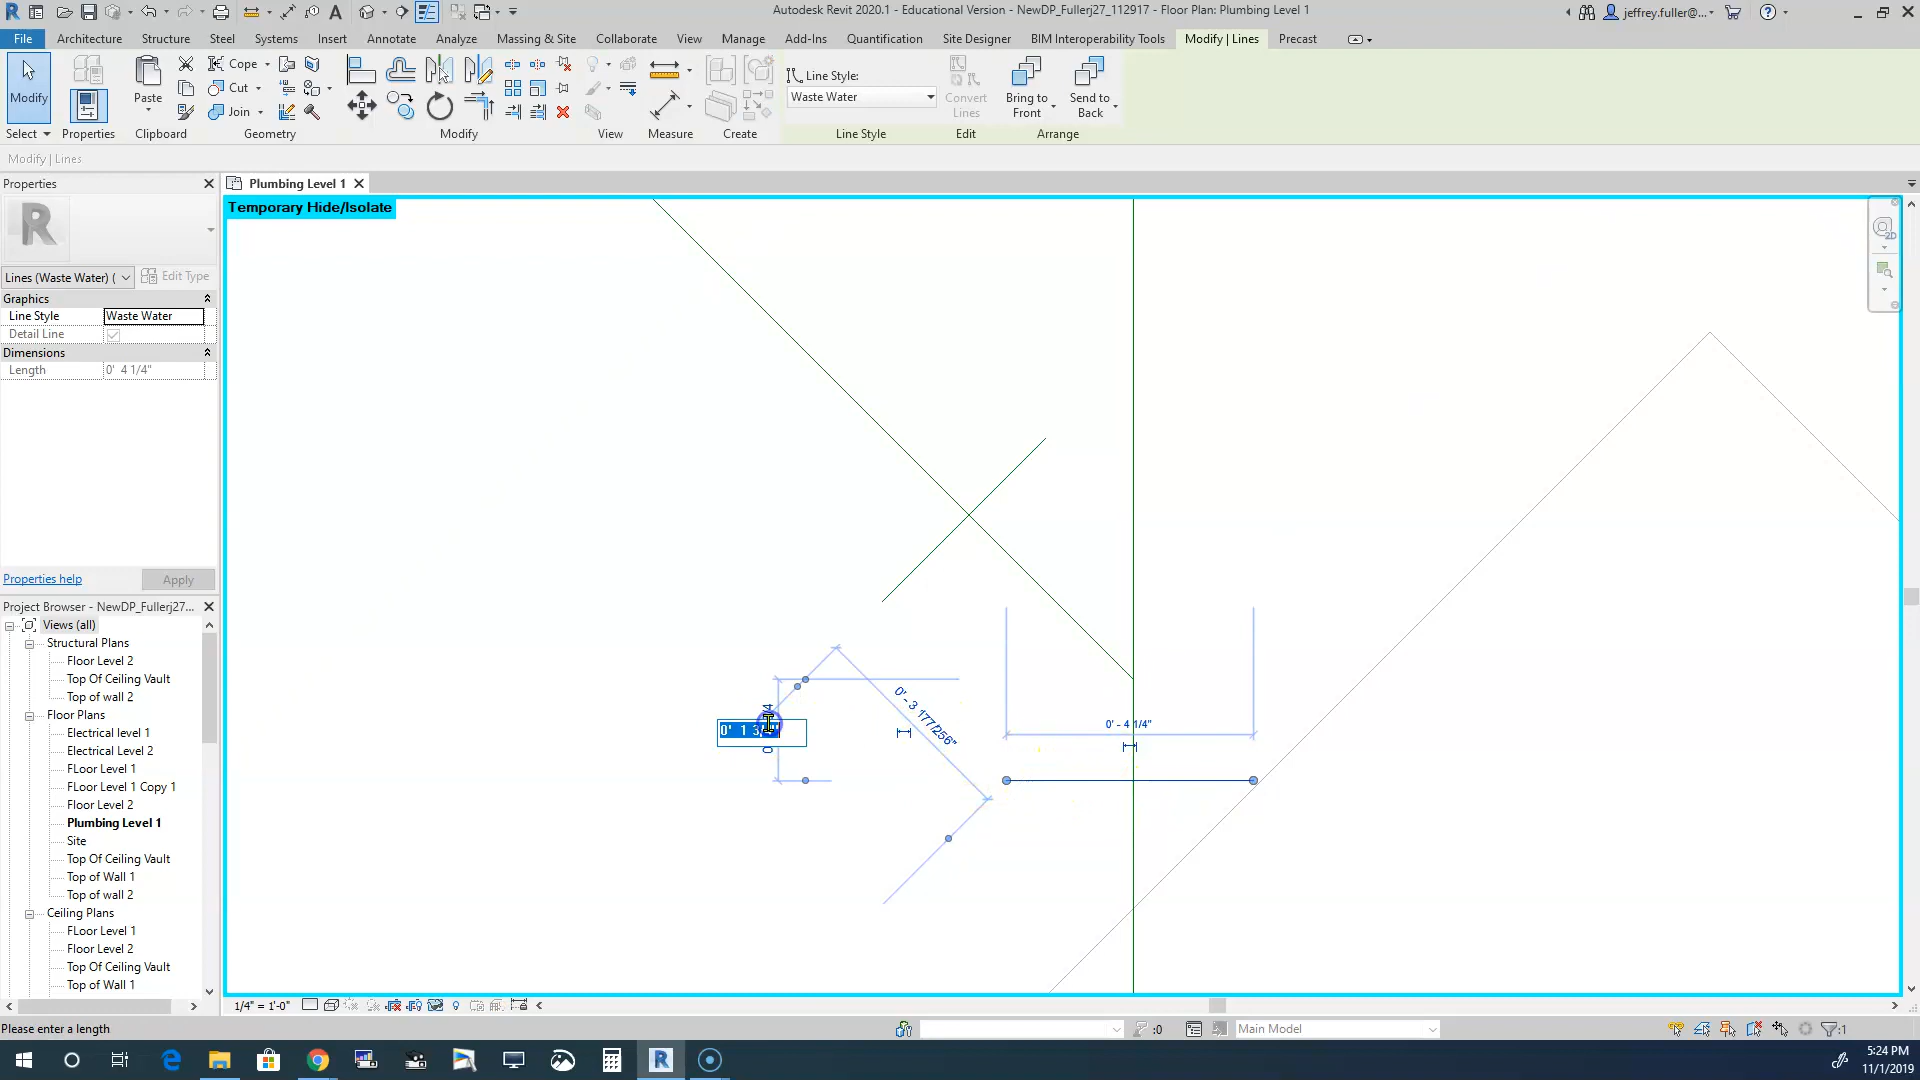 Autodesk Revit 2020.1 - Educational Version - NewDP_Fullerj27_112917 - Floor Plan: Plumbing Level 1
jeffrey.fuller@...
File Architecture Structure Steel Systems Insert Annotate Analyze Massing & Site Collaborate View Manage Add-Ins Quantification Site Designer BIM Interoperability Tools Modify | Lines Precast
Modify
Paste
Cope
Cut
Join
Line Style:
Waste Water
Convert
Lines
Bring to
Front
Send to
Back
Select Properties Clipboard Geometry Modify View Measure Create Line Style Edit Arrange
Modify | Lines
Properties
Plumbing Level 1
Temporary Hide/Isolate
Lines (Waste Water) (
Edit Type
Graphics
Line Style Waste Water
Detail Line
Dimensions
Length 0' 4 1/4"
Properties help
Apply
Project Browser - NewDP_Fullerj27...
Views (all)
Structural Plans
Floor Level 2
Top Of Ceiling Vault
Top of wall 2
Floor Plans
Electrical level 1
Electrical Level 2
FLoor Level 1
FLoor Level 1 Copy 1
Floor Level 2
Plumbing Level 1
Site
Top Of Ceiling Vault
Top of Wall 1
Top of wall 2
Ceiling Plans
FLoor Level 1
Floor Level 2
Top Of Ceiling Vault
Top of Wall 1
0' - 3 177/256"
0' - 4 1/4"
1/4" = 1'-0"
Please enter a length
:0
Main Model
:1
5:24 PM
11/1/2019